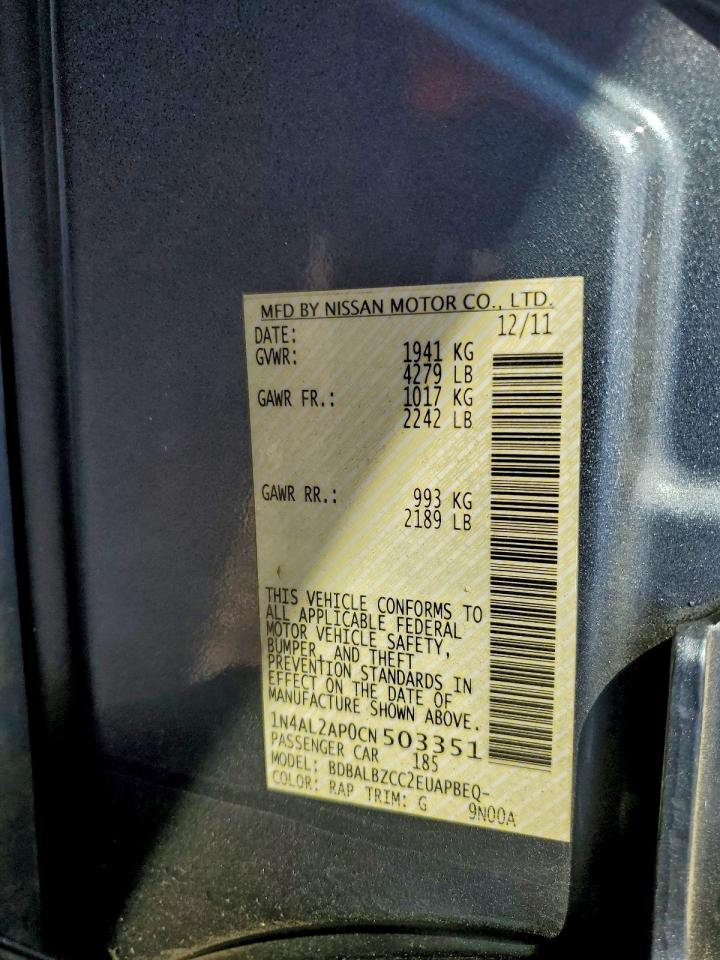 MFD BY NISSAN MOTOR CO., LTD.
DATE: 12/11
GVWR: 1941 KG
4279 LB
GAWR FR.: 1017 KG
2242 LB
GAWR RR.: 993 KG
2189 LB
THIS VEHICLE CONFORMS TO
ALL APPLICABLE FEDERAL
MOTOR VEHICLE SAFETY,
BUMPER, AND THEFT
PREVENTION STANDARDS IN
EFFECT ON THE DATE OF
MANUFACTURE SHOWN ABOVE.
1N4AL2AP0CN503351
PASSENGER CAR 185
MODEL: BDBALBZCC2EUAPBEQ-
COLOR: RAP TRIM: G 9N00A